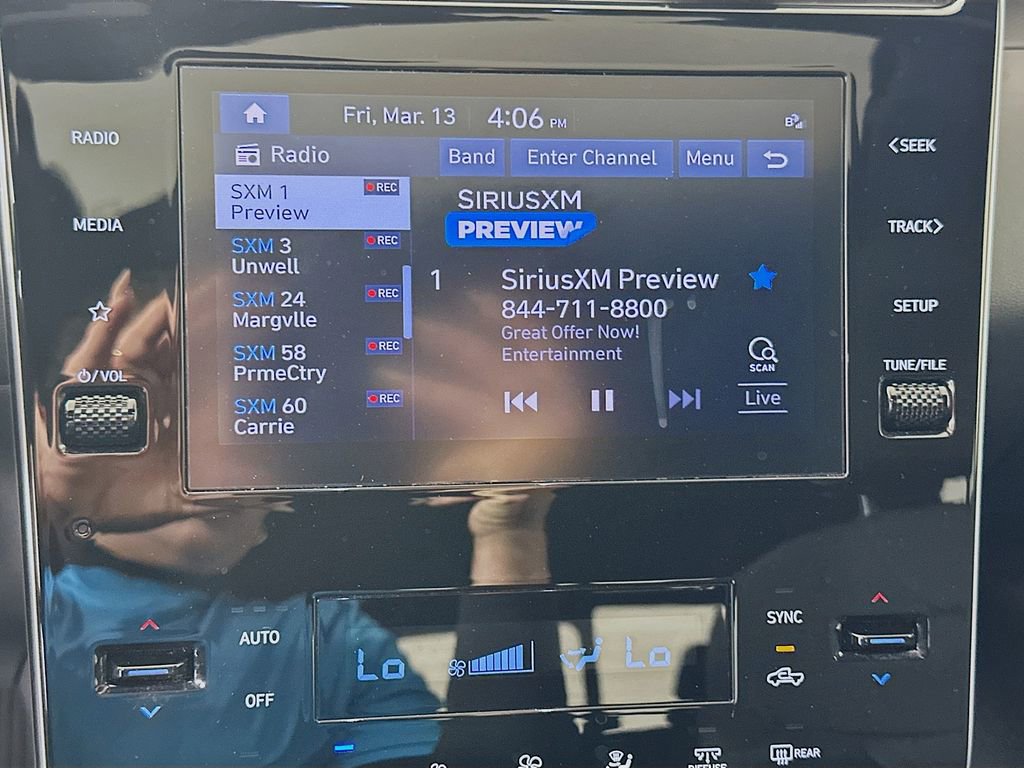 RADIO
MEDIA
⏻/VOL
Fri, Mar. 13 4:06 PM
Radio
Band
Enter Channel
Menu
SXM 1 REC
Preview
SXM 3 REC
Unwell
SXM 24 REC
Margvlle
SXM 58 REC
PrmeCtry
SXM 60 REC
Carrie
SIRIUSXM
PREVIEW
1 SiriusXM Preview
844-711-8800
Great Offer Now!
Entertainment
SCAN
Live
<SEEK
TRACK>
SETUP
TUNE/FILE
AUTO
OFF
Lo
Lo
SYNC
DIFFUSE
REAR